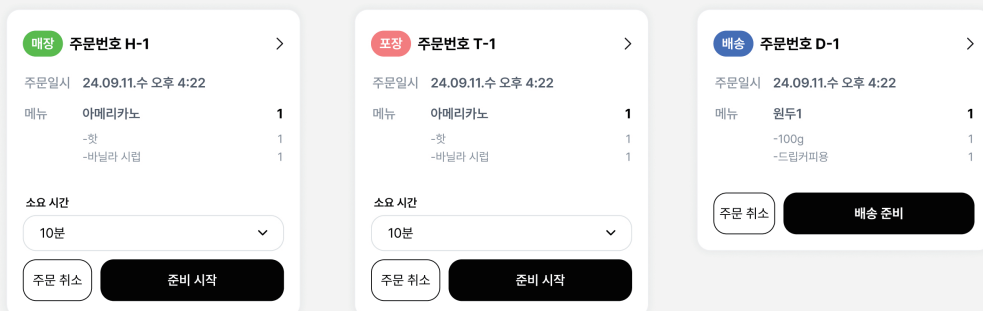 매장 주문번호 H-1
주문일시 24.09.11.수 오후 4:22
메뉴 아메리카노 1
-핫 1
-바닐라 시럽 1
소요 시간
10분
주문 취소 준비 시작
포장 주문번호 T-1
주문일시 24.09.11.수 오후 4:22
메뉴 아메리카노 1
-핫 1
-바닐라 시럽 1
소요 시간
10분
주문 취소 준비 시작
배송 주문번호 D-1
주문일시 24.09.11.수 오후 4:22
메뉴 원두1 1
-100g 1
-드립커피용 1
주문 취소 배송 준비